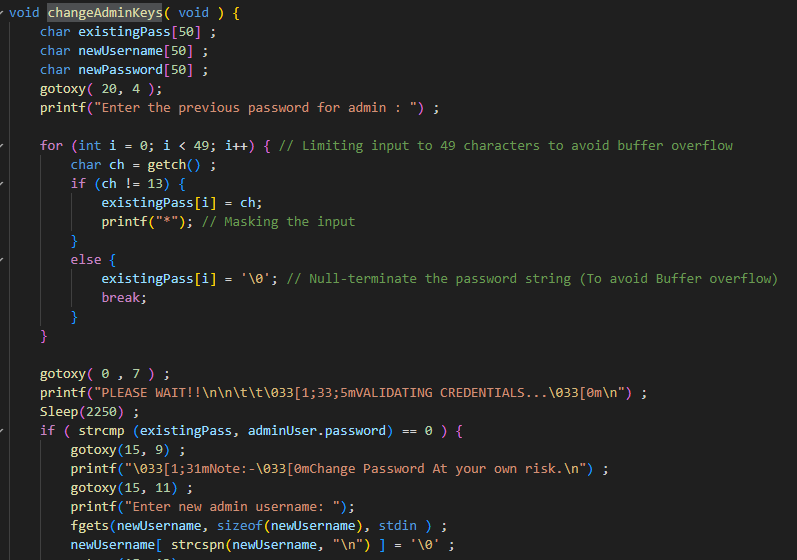 void changeAdminKeys( void ) {
    char existingPass[50] ;
    char newUsername[50] ;
    char newPassword[50] ;
    gotoxy( 20, 4 );
    printf("Enter the previous password for admin : ") ;

    for (int i = 0; i < 49; i++) { // Limiting input to 49 characters to avoid buffer overflow
        char ch = getch() ;
        if (ch != 13) {
            existingPass[i] = ch;
            printf("*"); // Masking the input
        }
        else {
            existingPass[i] = '\0'; // Null-terminate the password string (To avoid Buffer overflow)
            break;
        }
    }

    gotoxy( 0 , 7 ) ;
    printf("PLEASE WAIT!!\n\n\t\t\033[1;33;5mVALIDATING CREDENTIALS...\033[0m\n") ;
    Sleep(2250) ;
    if ( strcmp (existingPass, adminUser.password) == 0 ) {
        gotoxy(15, 9) ;
        printf("\033[1;31mNote:-\033[0mChange Password At your own risk.\n") ;
        gotoxy(15, 11) ;
        printf("Enter new admin username: ");
        fgets(newUsername, sizeof(newUsername), stdin ) ;
        newUsername[ strcspn(newUsername, "\n") ] = '\0' ;